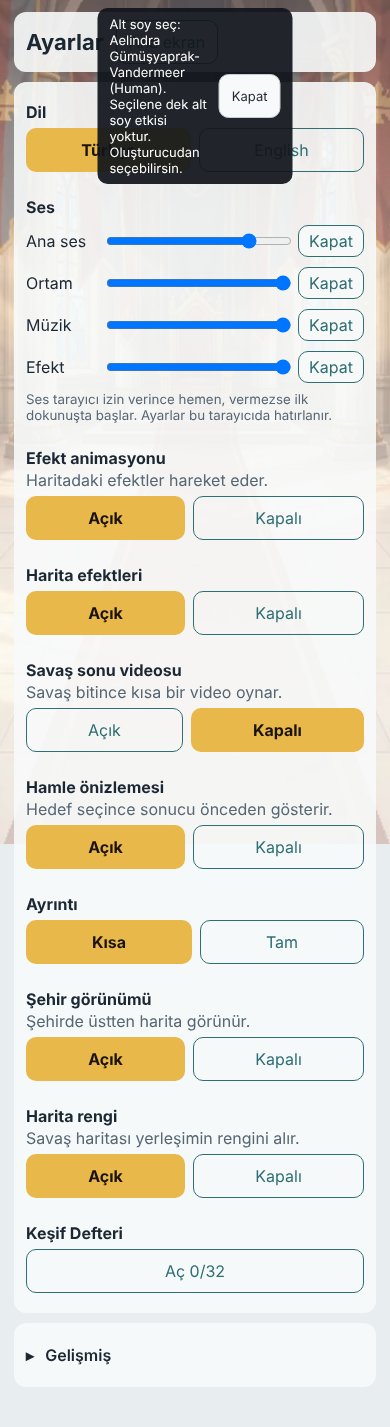 Ayarlar
Alt soy seç:
Aelindra
Gümüşyaprak-
Vandermeer
(Human).
Seçilene dek alt
soy etkisi
yoktur.
Oluşturucudan
seçebilirsin.
Kapat
Dil
English
Ses
Ana ses
Kapat
Ortam
Kapat
Müzik
Kapat
Efekt
Kapat
Ses tarayıcı izin verince hemen, vermezse ilk
dokunuşta başlar. Ayarlar bu tarayıcıda hatırlanır.
Efekt animasyonu
Haritadaki efektler hareket eder.
Açık
Kapalı
Harita efektleri
Açık
Kapalı
Savaş sonu videosu
Savaş bitince kısa bir video oynar.
Açık
Kapalı
Hamle önizlemesi
Hedef seçince sonucu önceden gösterir.
Açık
Kapalı
Ayrıntı
Kısa
Tam
Şehir görünümü
Şehirde üstten harita görünür.
Açık
Kapalı
Harita rengi
Savaş haritası yerleşimin rengini alır.
Açık
Kapalı
Keşif Defteri
Aç 0/32
▸ Gelişmiş